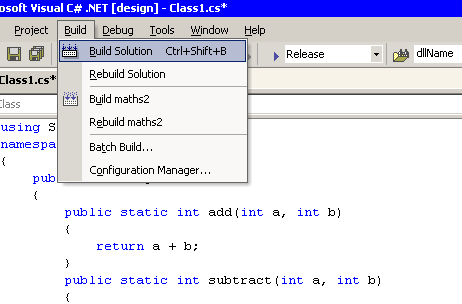 osoft Visual C# .NET [design] - Class1.cs*
Project Build Debug Tools Window Help
Build Solution Ctrl+Shift+B
Release
dllName
Rebuild Solution
Class1.cs*
Build maths2
Class
Rebuild maths2
using S
Batch Build...
namespa
{
Configuration Manager...
pub
{
public static int add(int a, int b)
{
return a + b;
}
public static int subtract(int a, int b)
{